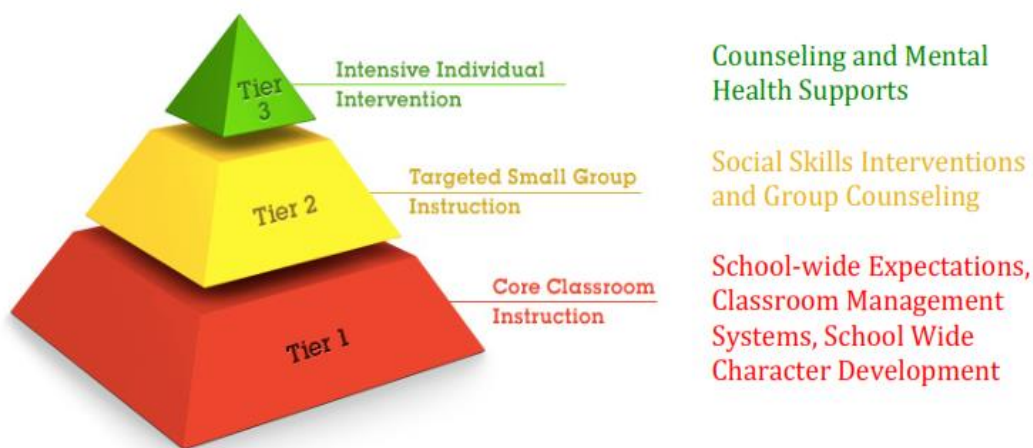 Tier
3
Intensive Individual
Intervention
Counseling and Mental
Health Supports
Tier 2
Targeted Small Group
Instruction
Social Skills Interventions
and Group Counseling
Tier 1
Core Classroom
Instruction
School-wide Expectations,
Classroom Management
Systems, School Wide
Character Development